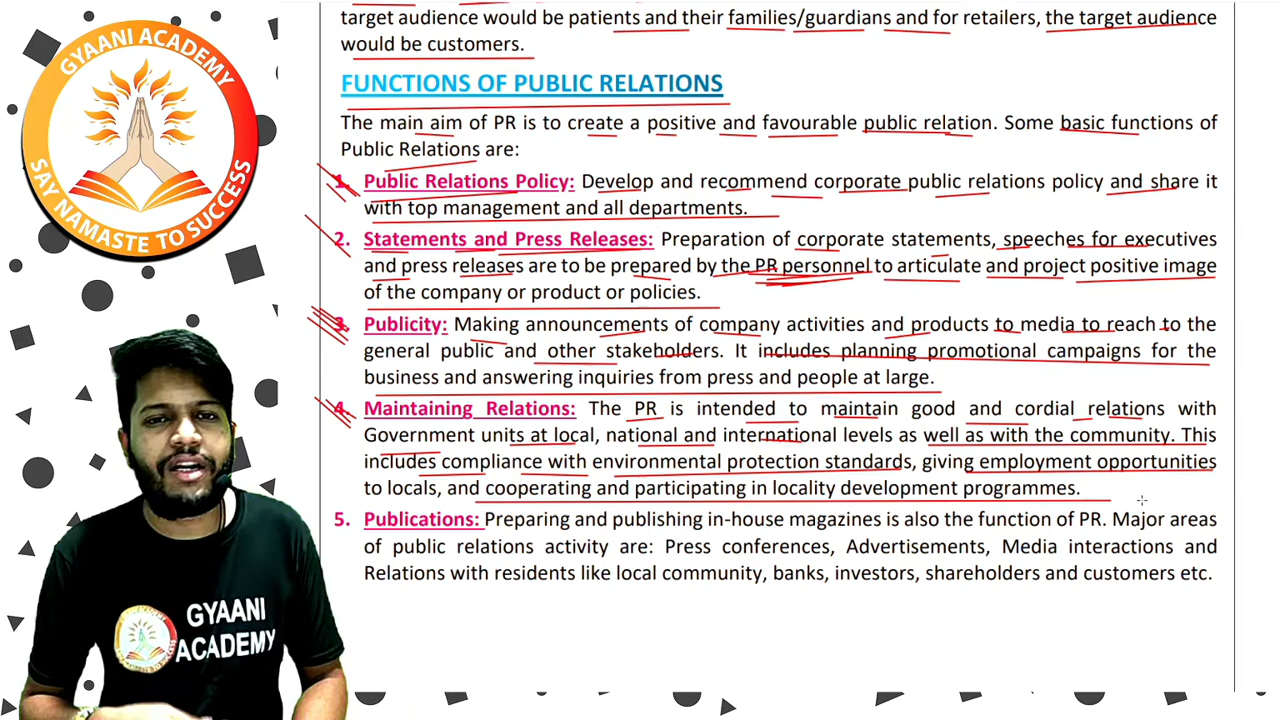 GYAANI ACADEMY
SAY NAMASTE TO SUCCESS
target audience would be patients and their families/guardians and for retailers, the target audience
would be customers.
FUNCTIONS OF PUBLIC RELATIONS
The main aim of PR is to create a positive and favourable public relation. Some basic functions of
Public Relations are:
1. Public Relations Policy: Develop and recommend corporate public relations policy and share it
with top management and all departments.
2. Statements and Press Releases: Preparation of corporate statements, speeches for executives
and press releases are to be prepared by the PR personnel to articulate and project positive image
of the company or product or policies.
3. Publicity: Making announcements of company activities and products to media to reach to the
general public and other stakeholders. It includes planning promotional campaigns for the
business and answering inquiries from press and people at large.
4. Maintaining Relations: The PR is intended to maintain good and cordial relations with
Government units at local, national and international levels as well as with the community. This
includes compliance with environmental protection standards, giving employment opportunities
to locals, and cooperating and participating in locality development programmes.
5. Publications: Preparing and publishing in-house magazines is also the function of PR. Major areas
of public relations activity are: Press conferences, Advertisements, Media interactions and
Relations with residents like local community, banks, investors, shareholders and customers etc.
GYAANI
ACADEMY